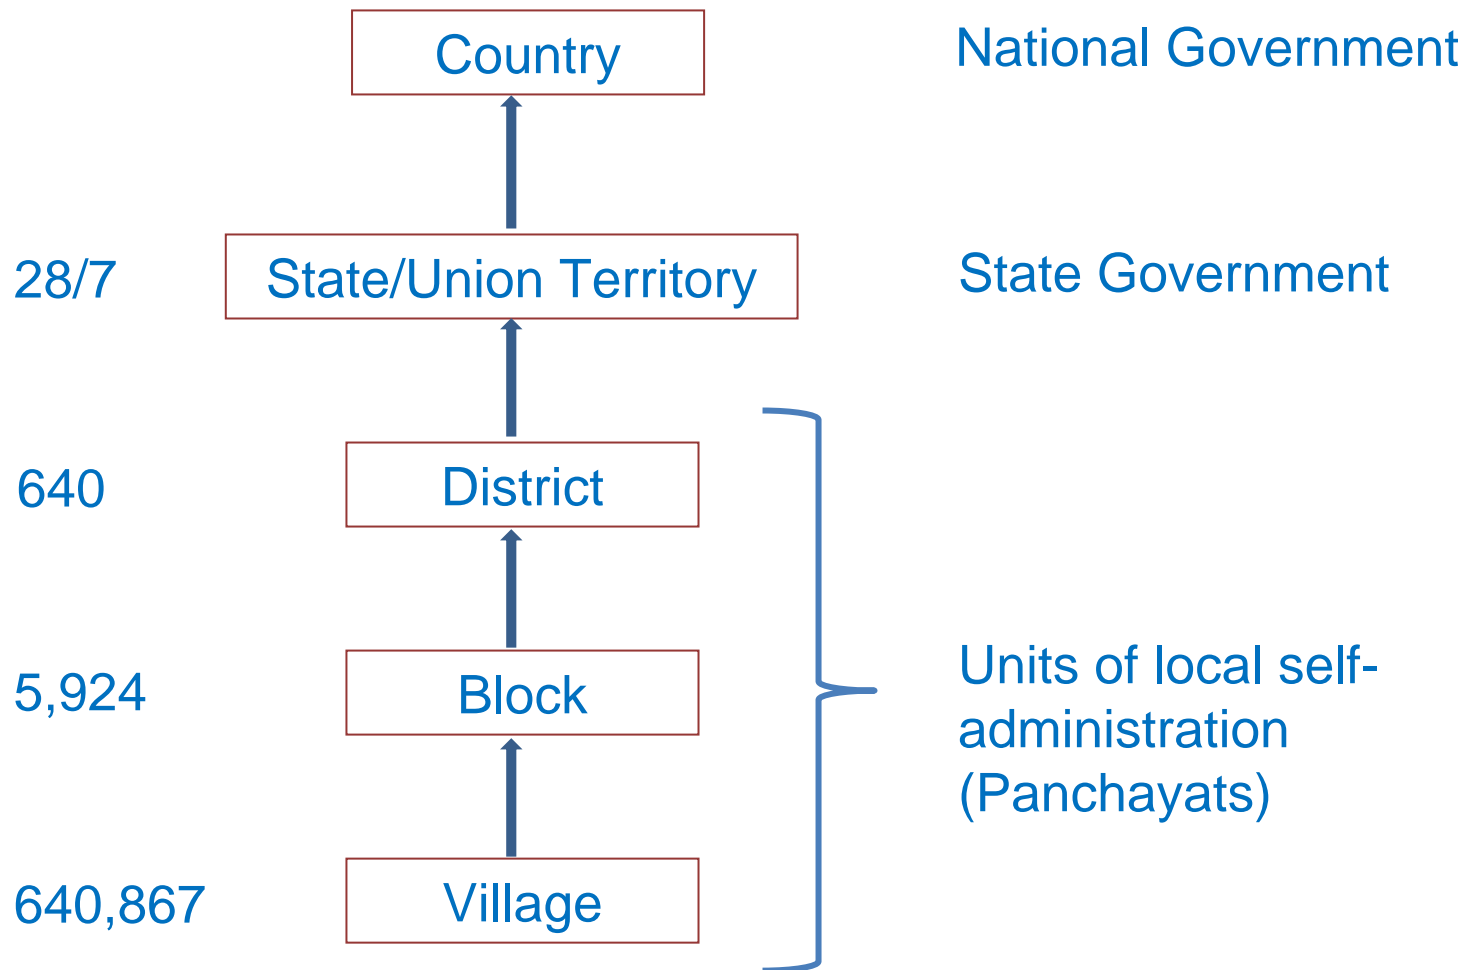 Country
National Government
28/7
State/Union Territory
State Government
640
District
5,924
Block
Units of local self-
administration
(Panchayats)
640,867
Village